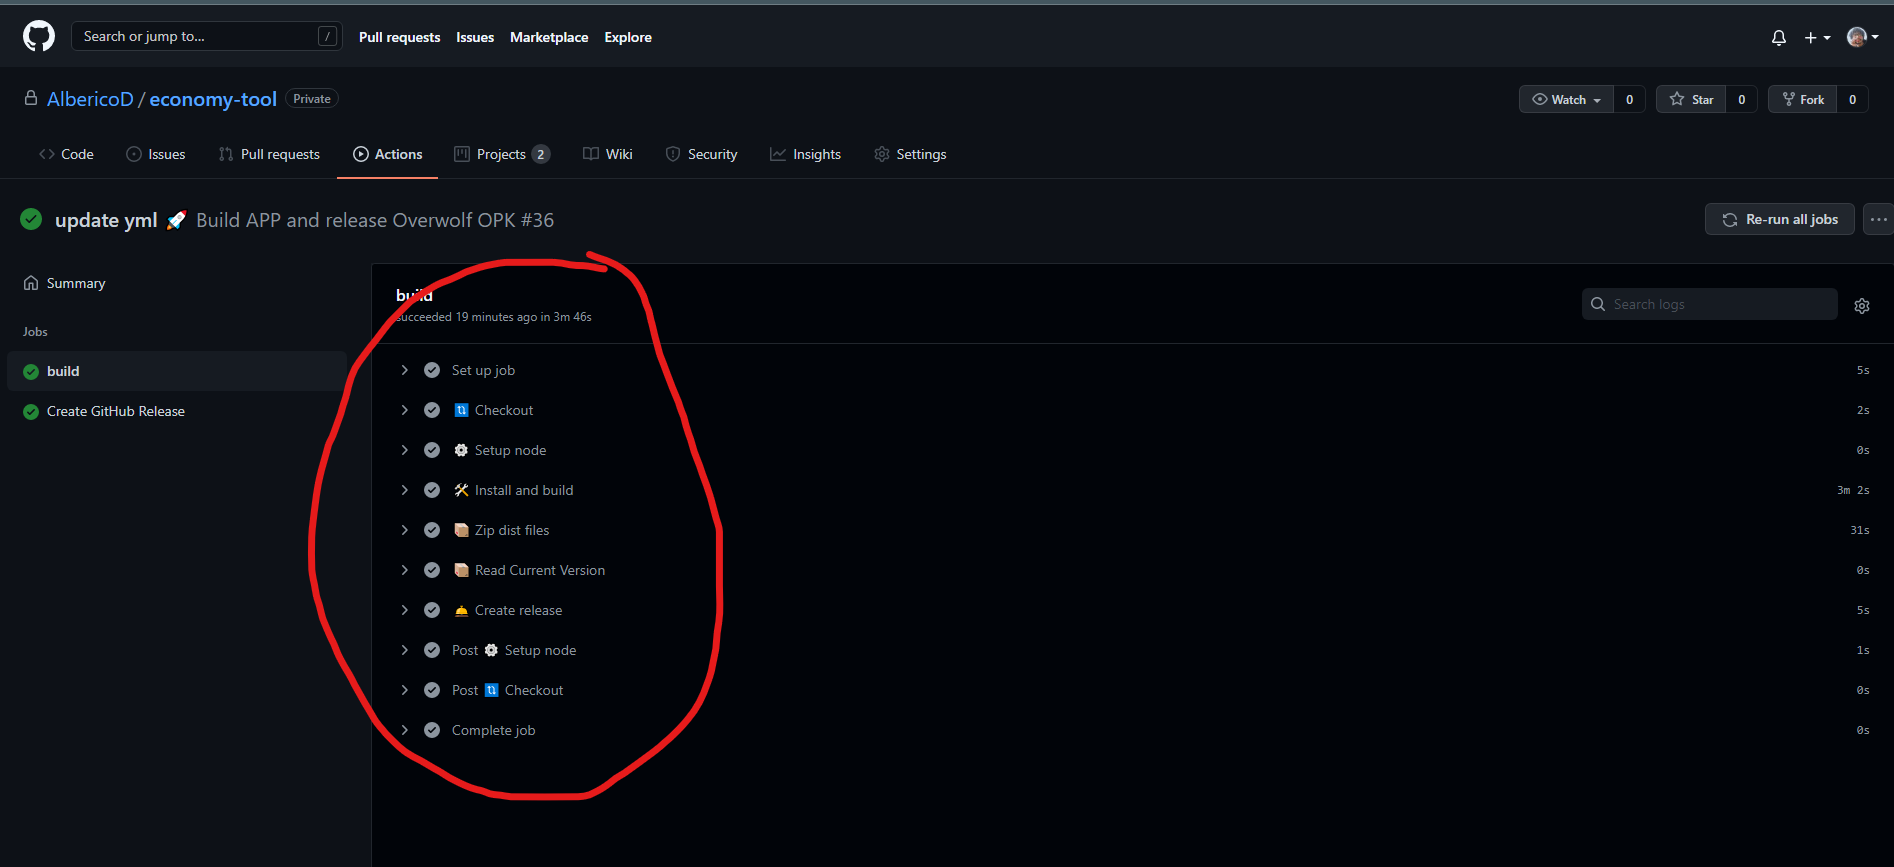 Search or jump to... /
Pull requests Issues Marketplace Explore
AlbericoD / economy-tool Private
Watch 0 Star 0 Fork 0
Code Issues Pull requests Actions Projects 2 Wiki Security Insights Settings
update yml 🚀 Build APP and release Overwolf OPK #36
Re-run all jobs ...
Summary
Jobs
build
Create GitHub Release
build
succeeded 19 minutes ago in 3m 46s
Search logs
Set up job 5s
Checkout 2s
Setup node 0s
Install and build 3m 2s
Zip dist files 31s
Read Current Version 0s
Create release 5s
Post Setup node 1s
Post Checkout 0s
Complete job 0s